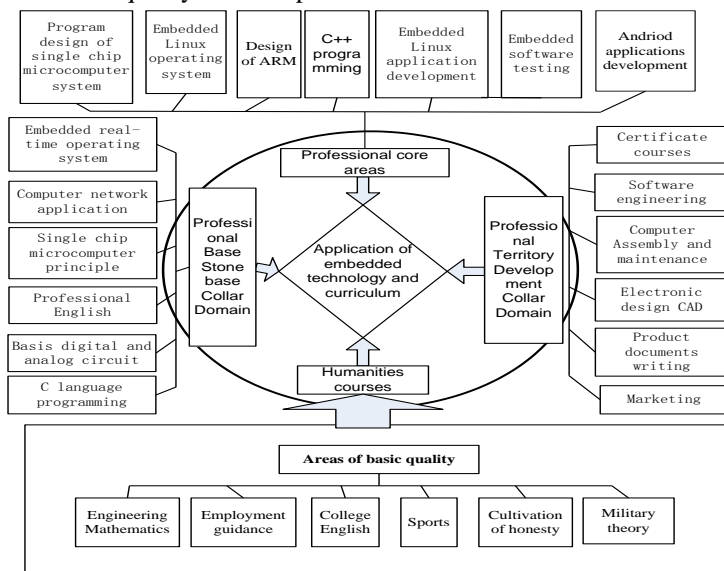 Program
design of
single chip
microcomputer
system
Embedded
Linux
operating
system
Design
of ARM
C++
progra
mming
Embedded
Linux
application
development
Embedded
software
testing
Andriod
applications
development
Embedded real-
time operating
system
Computer network
application
Single chip
microcomputer
principle
Professional
English
Basis digital and
analog circuit
C language
programming
Professional core
areas
Professi
onal
Base
Stone
base
Collar
Domain
Application of
embedded
technology and
curriculum
Professio
nal
Territory
Develop
ment
Collar
Domain
Humanities
courses
Certificate
courses
Software
engineering
Computer
Assembly and
maintenance
Electronic
design CAD
Product
documents
writing
Marketing
Areas of basic quality
Engineering
Mathematics
Employment
guidance
College
English
Sports
Cultivation
of honesty
Military
theory